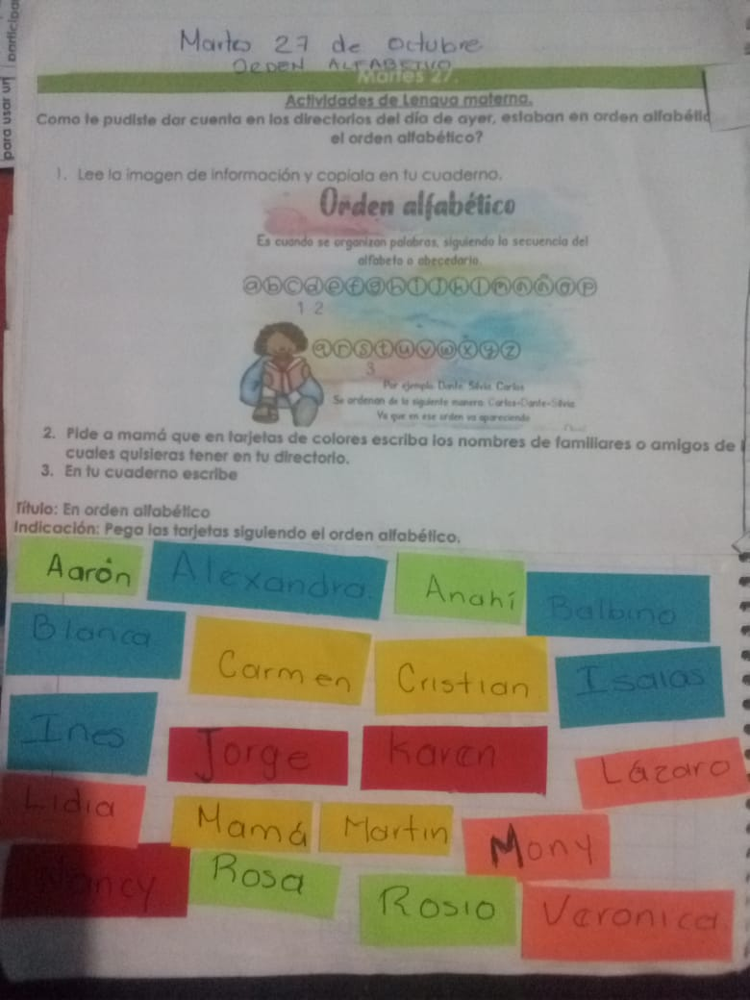 para usar un participa
Martes 27 de octubre
ORDEN ALFABETICO
Martes 27.
Actividades de Lengua materna.
Como te pudiste dar cuenta en los directorios del día de ayer, estaban en orden alfabétic
el orden alfabético?
1. Lee la imagen de información y copiala en tu cuaderno.
Orden alfabético
Es cuando se organizan palabras, siguiendo la secuencia del
alfabeto o abecedario.
a b c d e f g h i j k l m n ñ o p
1 2
q r s t u v w x y z
3
Por ejemplo: Dante, Silvia, Carlos
Se ordenan de la siguiente manera: Carlos-Dante-Silvia
Ya que en ese orden va apareciendo
2. Pide a mamá que en tarjetas de colores escriba los nombres de familiares o amigos de l
cuales quisieras tener en tu directorio.
3. En tu cuaderno escribe
Título: En orden alfabético
Indicación: Pega las tarjetas siguiendo el orden alfabético.
Aarón Alexandra. Anahí Balbino
Blanca Carmen Cristian Isaias
Ines Jorge Karen Lázaro
Lidia Mamá Martin Mony
Nancy Rosa Rosio Veronica